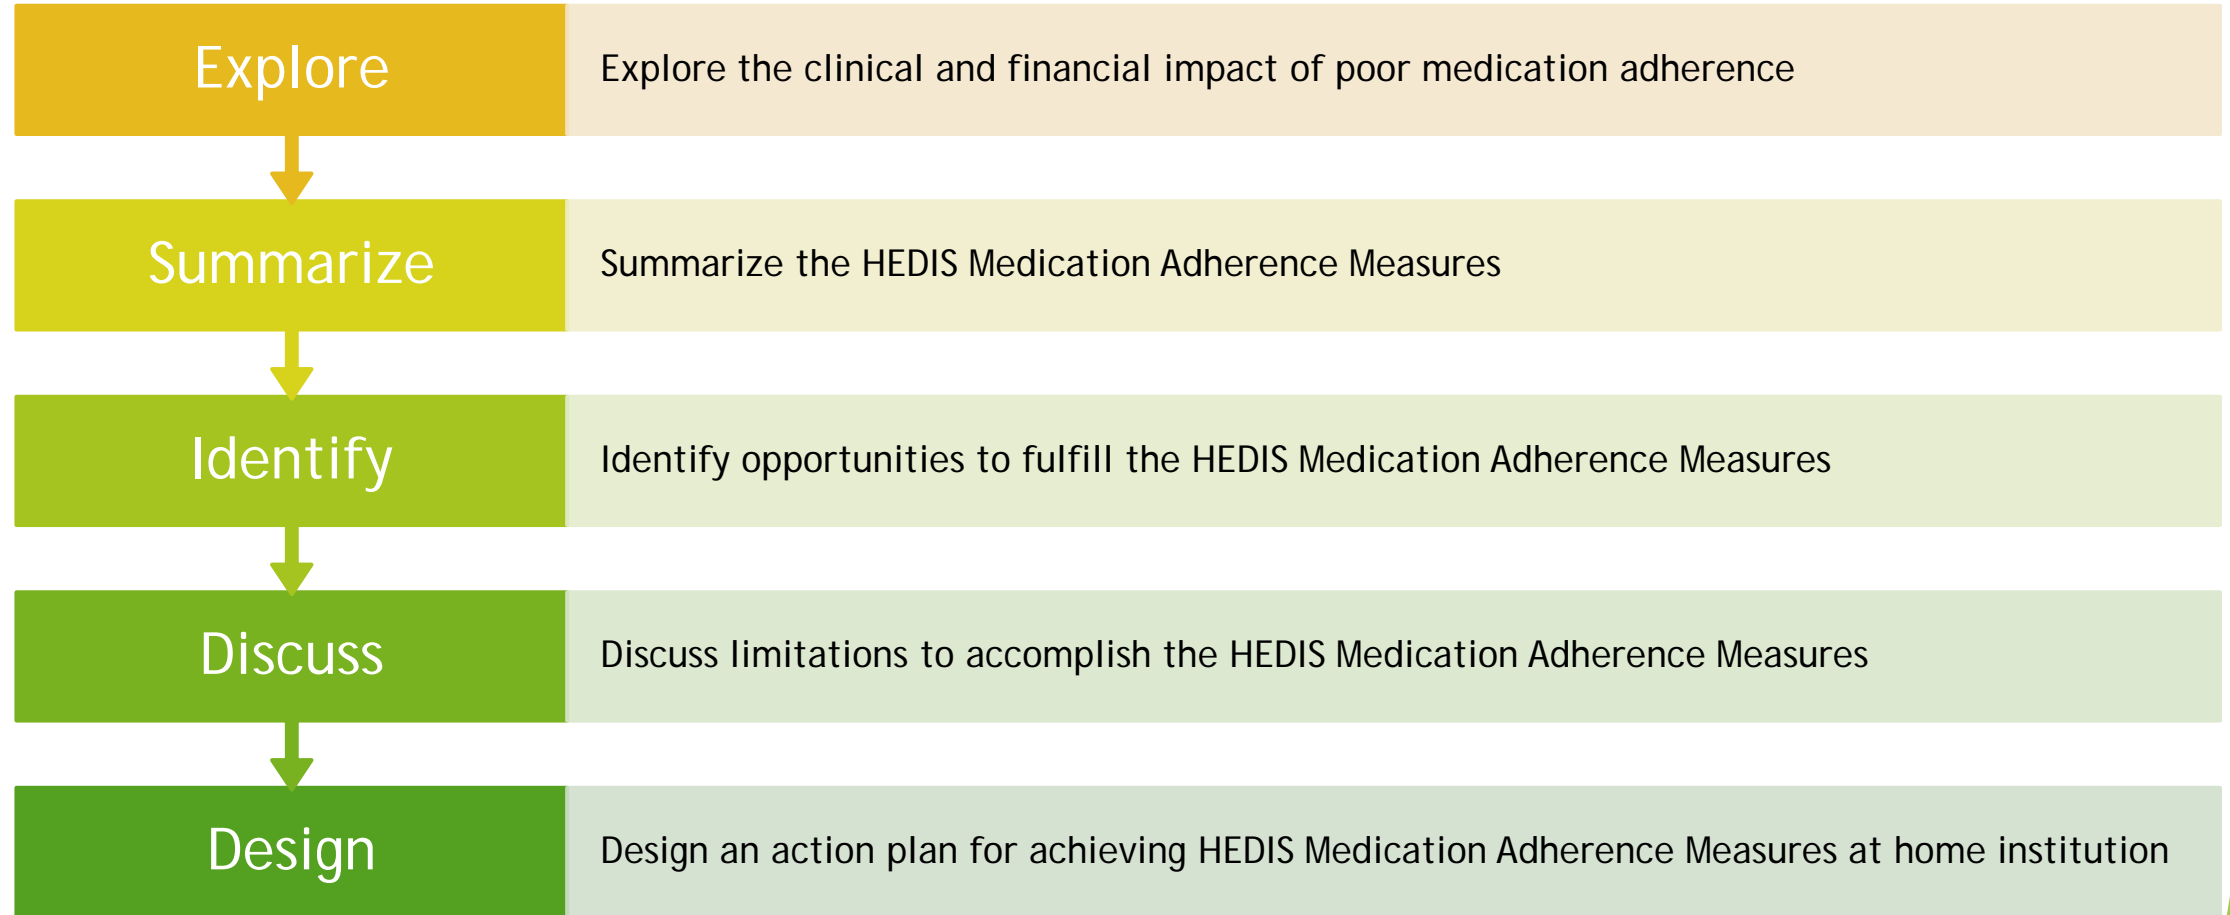 Explore
Explore the clinical and financial impact of poor medication adherence
Summarize
Summarize the HEDIS Medication Adherence Measures
Identify
Identify opportunities to fulfill the HEDIS Medication Adherence Measures
Discuss
Discuss limitations to accomplish the HEDIS Medication Adherence Measures
Design
Design an action plan for achieving HEDIS Medication Adherence Measures at home institution